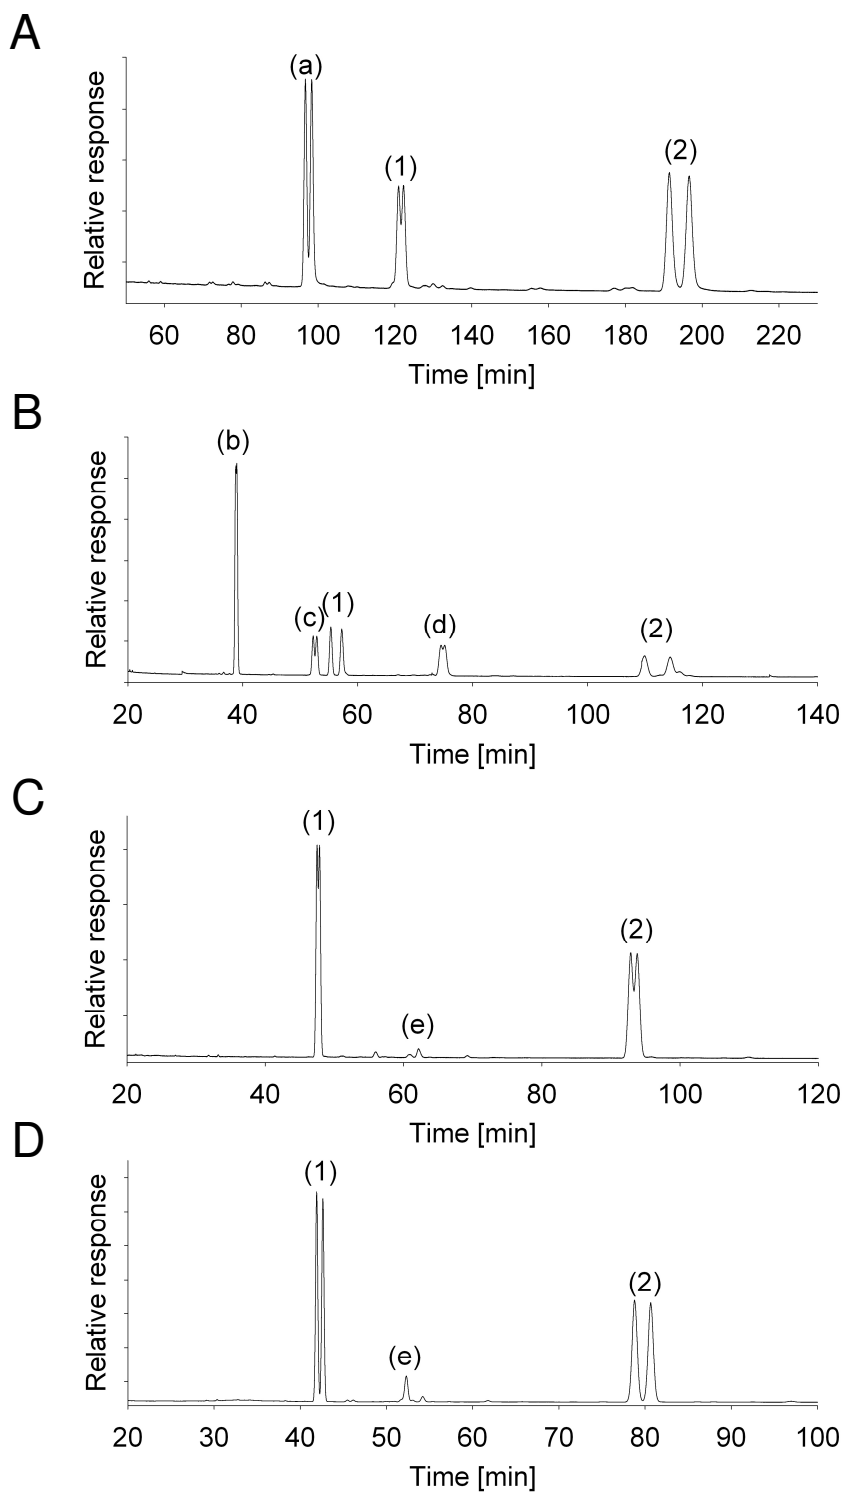 A
Relative response
(a)
(1)
(2)
60 80 100 120 140 160 180 200 220
Time [min]
B
Relative response
(b)
(c)
(1)
(d)
(2)
20 40 60 80 100 120 140
Time [min]
C
Relative response
(1)
(e)
(2)
20 40 60 80 100 120
Time [min]
D
Relative response
(1)
(e)
(2)
20 30 40 50 60 70 80 90 100
Time [min]